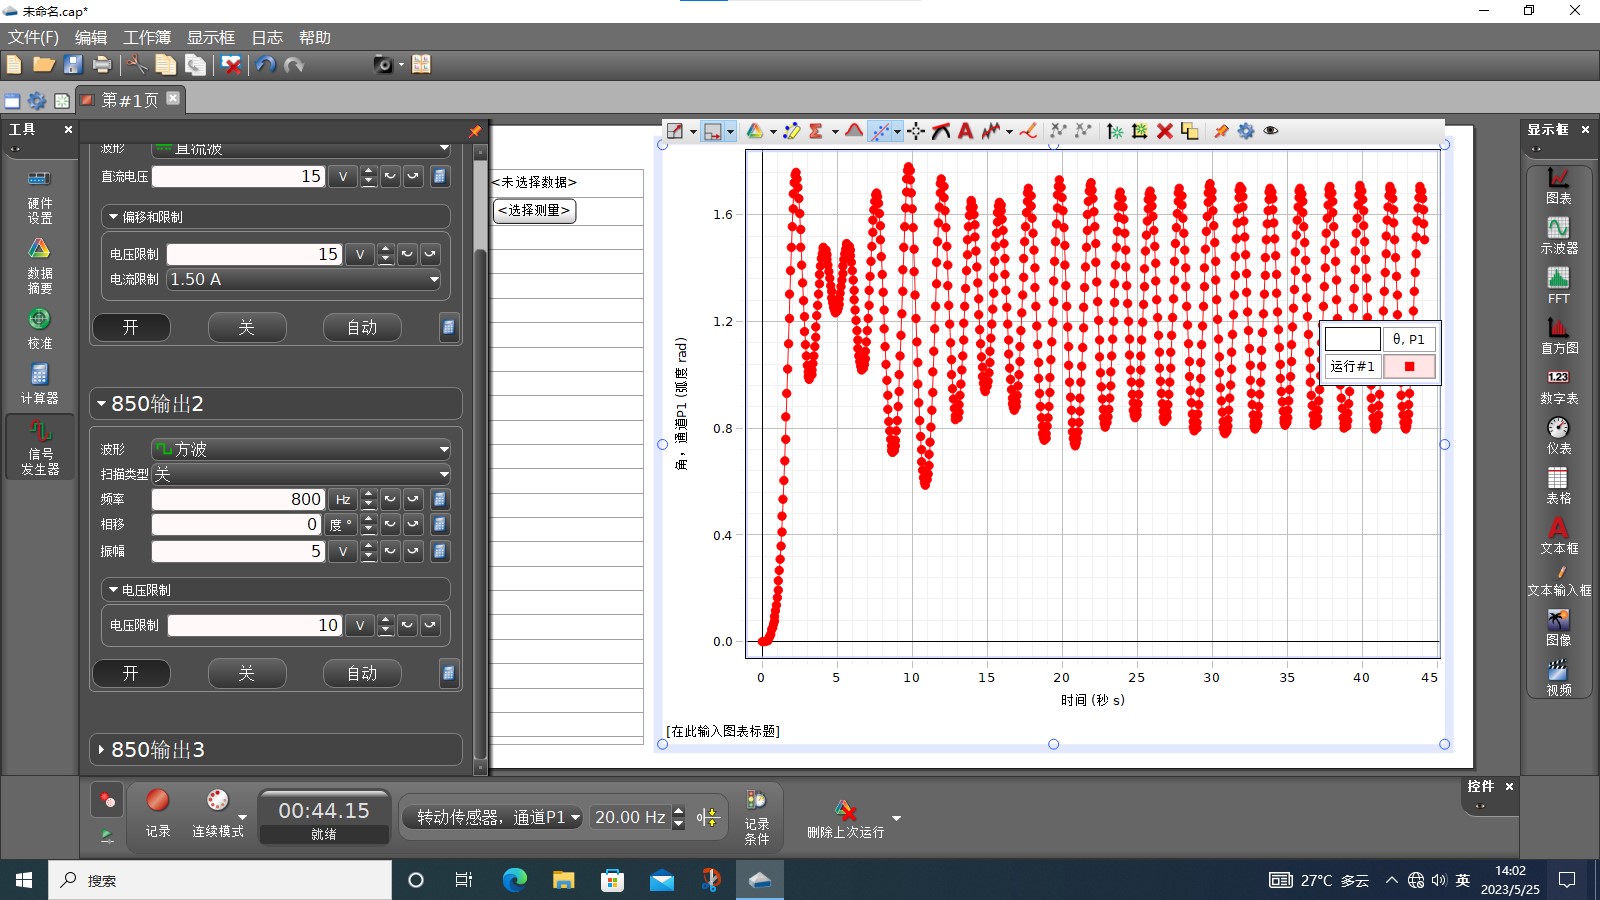 未命名.cap*
文件(F) 编辑 工作簿 显示框 日志 帮助
第#1页
工具
硬件
设置
数据
摘要
校准
计算器
信号
发生器
波形 直流波
直流电压 15 V
偏移和限制
电压限制 15 V
电流限制 1.50 A
开 关 自动
850输出2
波形 方波
扫描类型 关
频率 800 Hz
相移 0 度 °
振幅 5 V
电压限制
电压限制 10 V
开 关 自动
850输出3
<未选择数据>
<选择测量>
角，通道P1 (弧度 rad)
1.6
1.2
0.8
0.4
0.0
0 5 10 15 20 25 30 35 40 45
时间 (秒 s)
[在此输入图表标题]
θ, P1
运行#1
显示框
图表
示波器
FFT
直方图
1.23
数字表
仪表
表格
A
文本框
文本输入框
图像
视频
记录
连续模式
00:44.15
就绪
转动传感器，通道P1
20.00 Hz
记录
条件
删除上次运行
控件
搜索
27°C 多云
英
14:02
2023/5/25